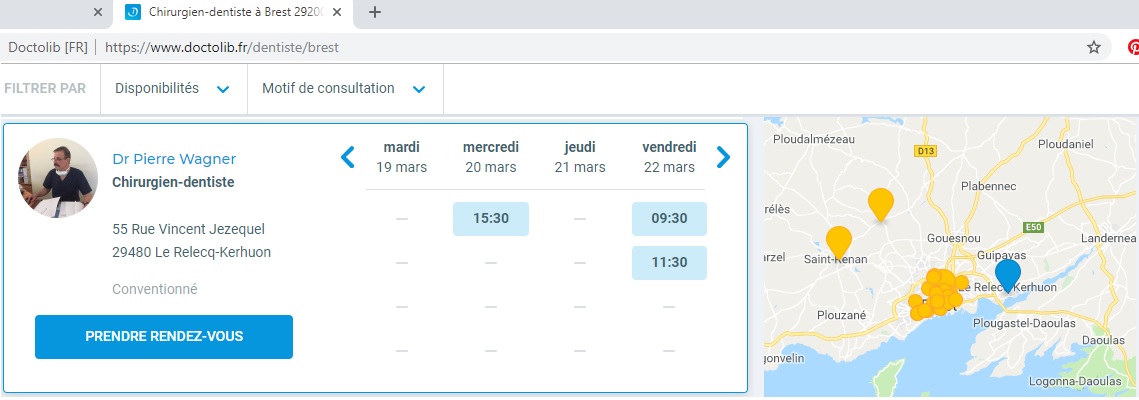 Chirurgien-dentiste à Brest 2920
Doctolib [FR]
https://www.doctolib.fr/dentiste/brest
FILTRER PAR
Disponibilités
Motif de consultation
Dr Pierre Wagner
Chirurgien-dentiste
55 Rue Vincent Jezequel
29480 Le Relecq-Kerhuon
Conventionné
PRENDRE RENDEZ-VOUS
mardi
19 mars
mercredi
20 mars
jeudi
21 mars
vendredi
22 mars
15:30
09:30
11:30
Ploudalmézeau
D13
Ploudaniel
Plabennec
rélès
E50
Gouesnou
Landernea
arzel
Saint-Renan
Guipavas
Le Relecq-Kerhuon
Plouzané
Plougastel-Daoulas
Daoulas
gonvelin
Logonna-Daoulas